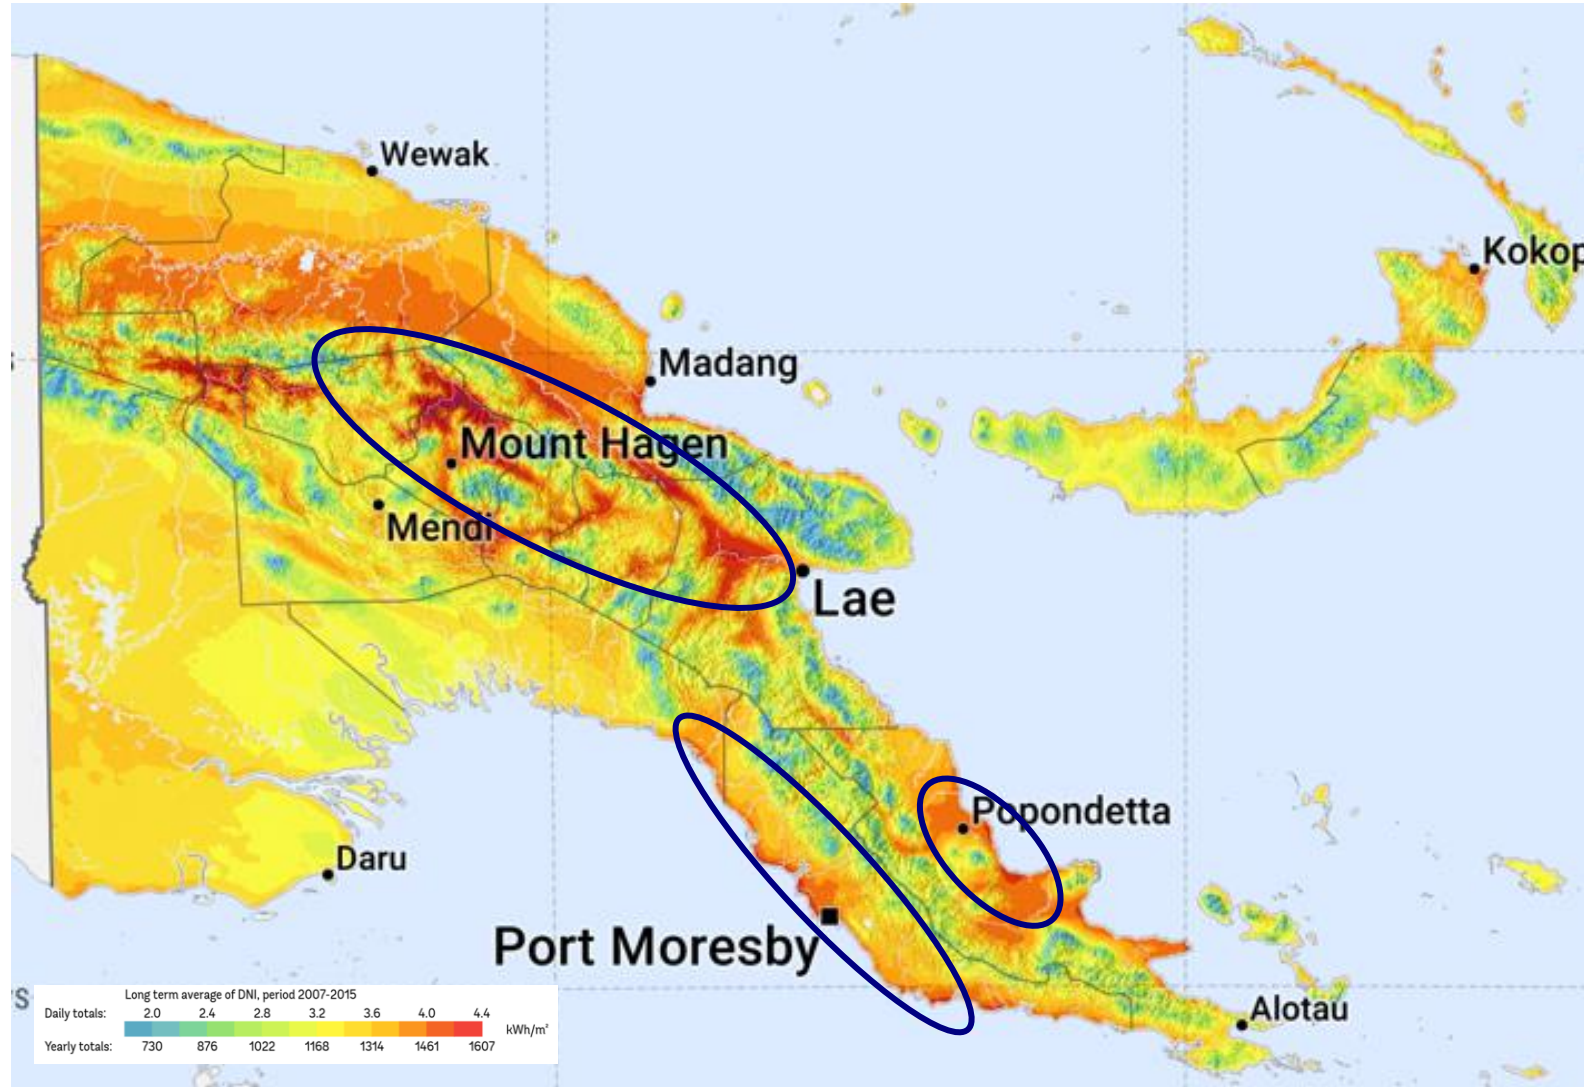 Wewak
Kokop
Madang
Mount Hagen
Mendi
Lae
Popondetta
Daru
Port Moresby
Alotau
S
Long term average of DNI, period 2007-2015
Daily totals: 2.0 2.4 2.8 3.2 3.6 4.0 4.4
kWh/m²
Yearly totals: 730 876 1022 1168 1314 1461 1607